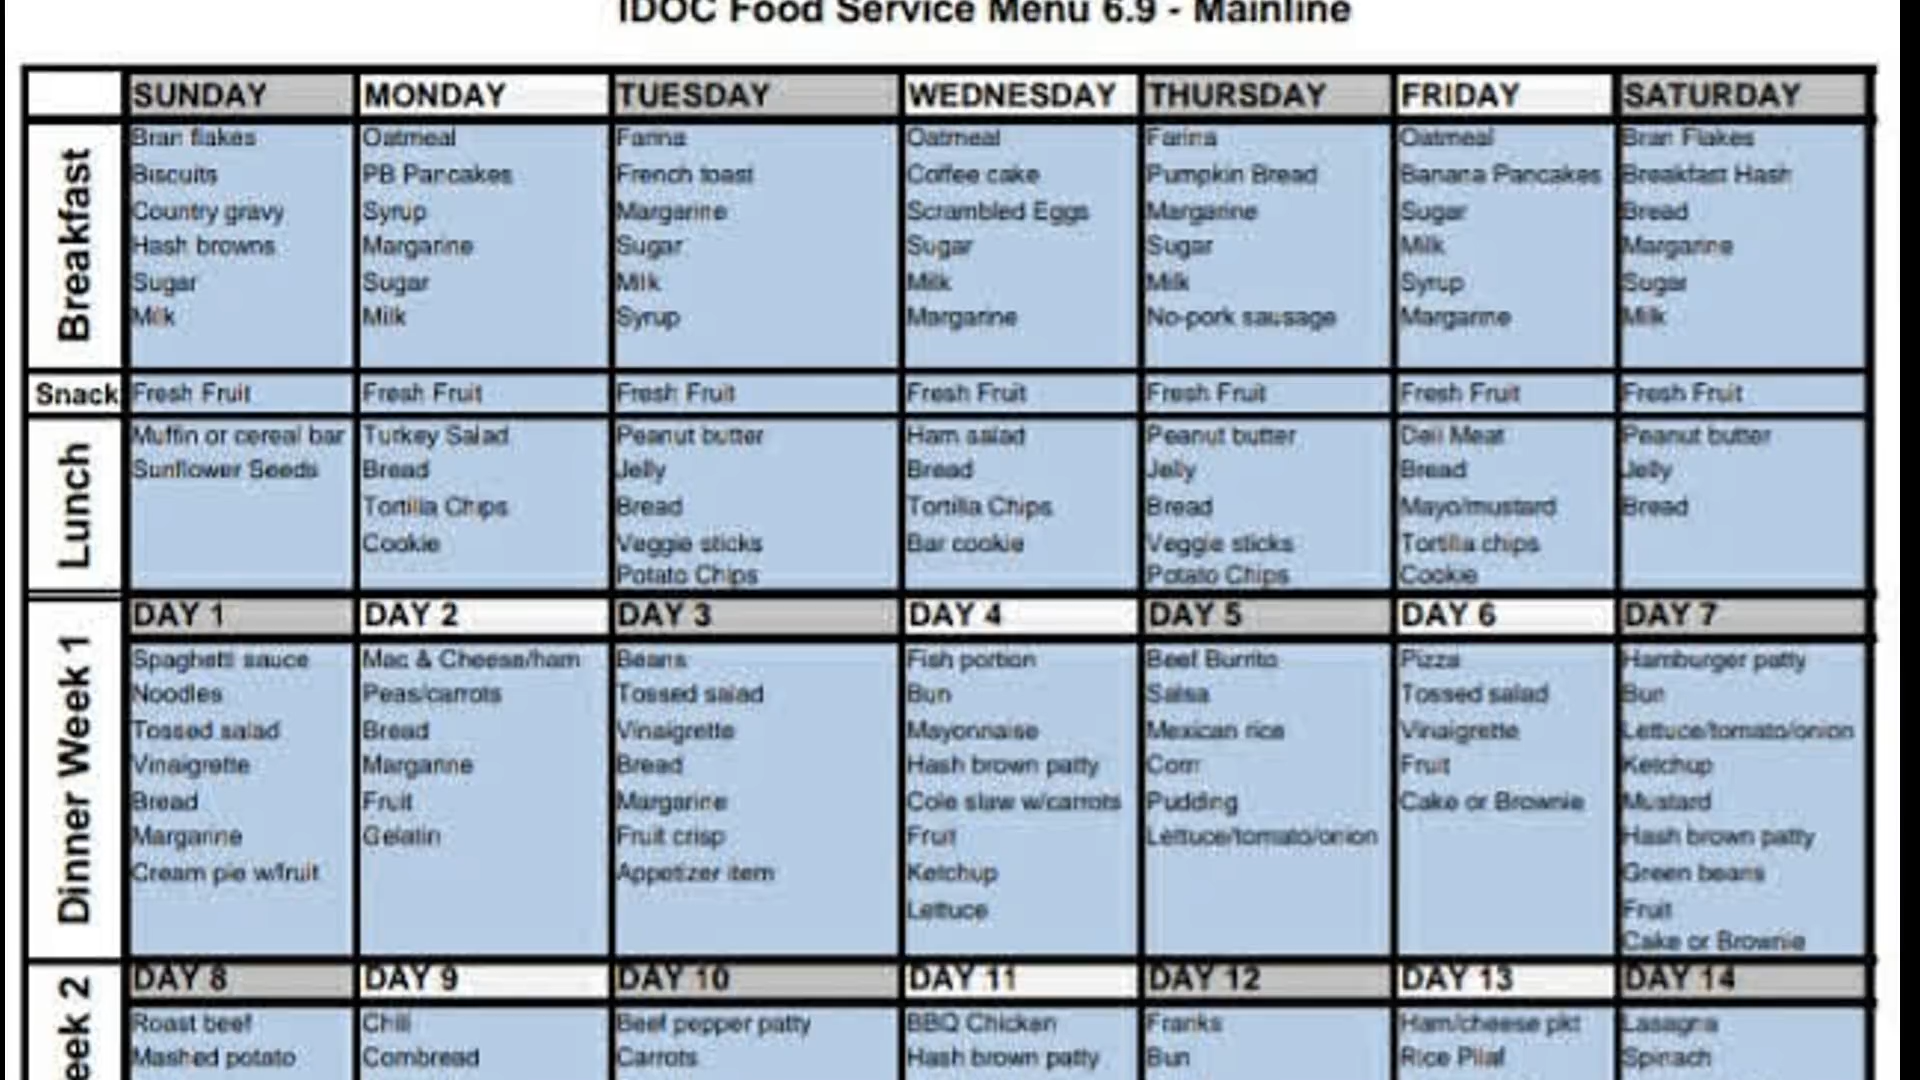 IDOC Food Service Menu 6.9 - Mainline
SUNDAY MONDAY TUESDAY WEDNESDAY THURSDAY FRIDAY SATURDAY
Breakfast
Bran flakes Oatmeal Farina Oatmeal Farina Oatmeal Bran Flakes
Biscuits PB Pancakes French toast Coffee cake Pumpkin Bread Banana Pancakes Breakfast Hash
Country gravy Syrup Margarine Scrambled Eggs Margarine Sugar Bread
Hash browns Margarine Sugar Sugar Sugar Milk Margarine
Sugar Sugar Milk Milk Milk Syrup Sugar
Milk Milk Syrup Margarine No-pork sausage Margarine Milk
Snack Fresh Fruit Fresh Fruit Fresh Fruit Fresh Fruit Fresh Fruit Fresh Fruit Fresh Fruit
Lunch
Muffin or cereal bar Turkey Salad Peanut butter Ham salad Peanut butter Deli Meat Peanut butter
Sunflower Seeds Bread Jelly Bread Jelly Bread Jelly
Tortilla Chips Bread Tortilla Chips Bread Mayo/mustard Bread
Cookie Veggie sticks Bar cookie Veggie sticks Tortilla chips
Potato Chips Potato Chips Cookie
DAY 1 DAY 2 DAY 3 DAY 4 DAY 5 DAY 6 DAY 7
Dinner Week 1
Spaghetti sauce Mac & Cheese/ham Beans Fish portion Beef Burrito Pizza Hamburger patty
Noodles Peas/carrots Tossed salad Bun Salsa Tossed salad Bun
Tossed salad Bread Vinaigrette Mayonnaise Mexican rice Vinaigrette Lettuce/tomato/onion
Vinaigrette Margarine Bread Hash brown patty Corn Fruit Ketchup
Bread Fruit Margarine Cole slaw w/carrots Pudding Cake or Brownie Mustard
Margarine Gelatin Fruit crisp Fruit Lettuce/tomato/onion Hash brown patty
Cream pie w/fruit Appetizer item Ketchup Green beans
Lettuce Fruit
Cake or Brownie
DAY 8 DAY 9 DAY 10 DAY 11 DAY 12 DAY 13 DAY 14
eek 2
Roast beef Chili Beef pepper patty BBQ Chicken Franks Ham/cheese pkt Lasagna
Mashed potato Cornbread Carrots Hash brown patty Bun Rice Pilaf Spinach